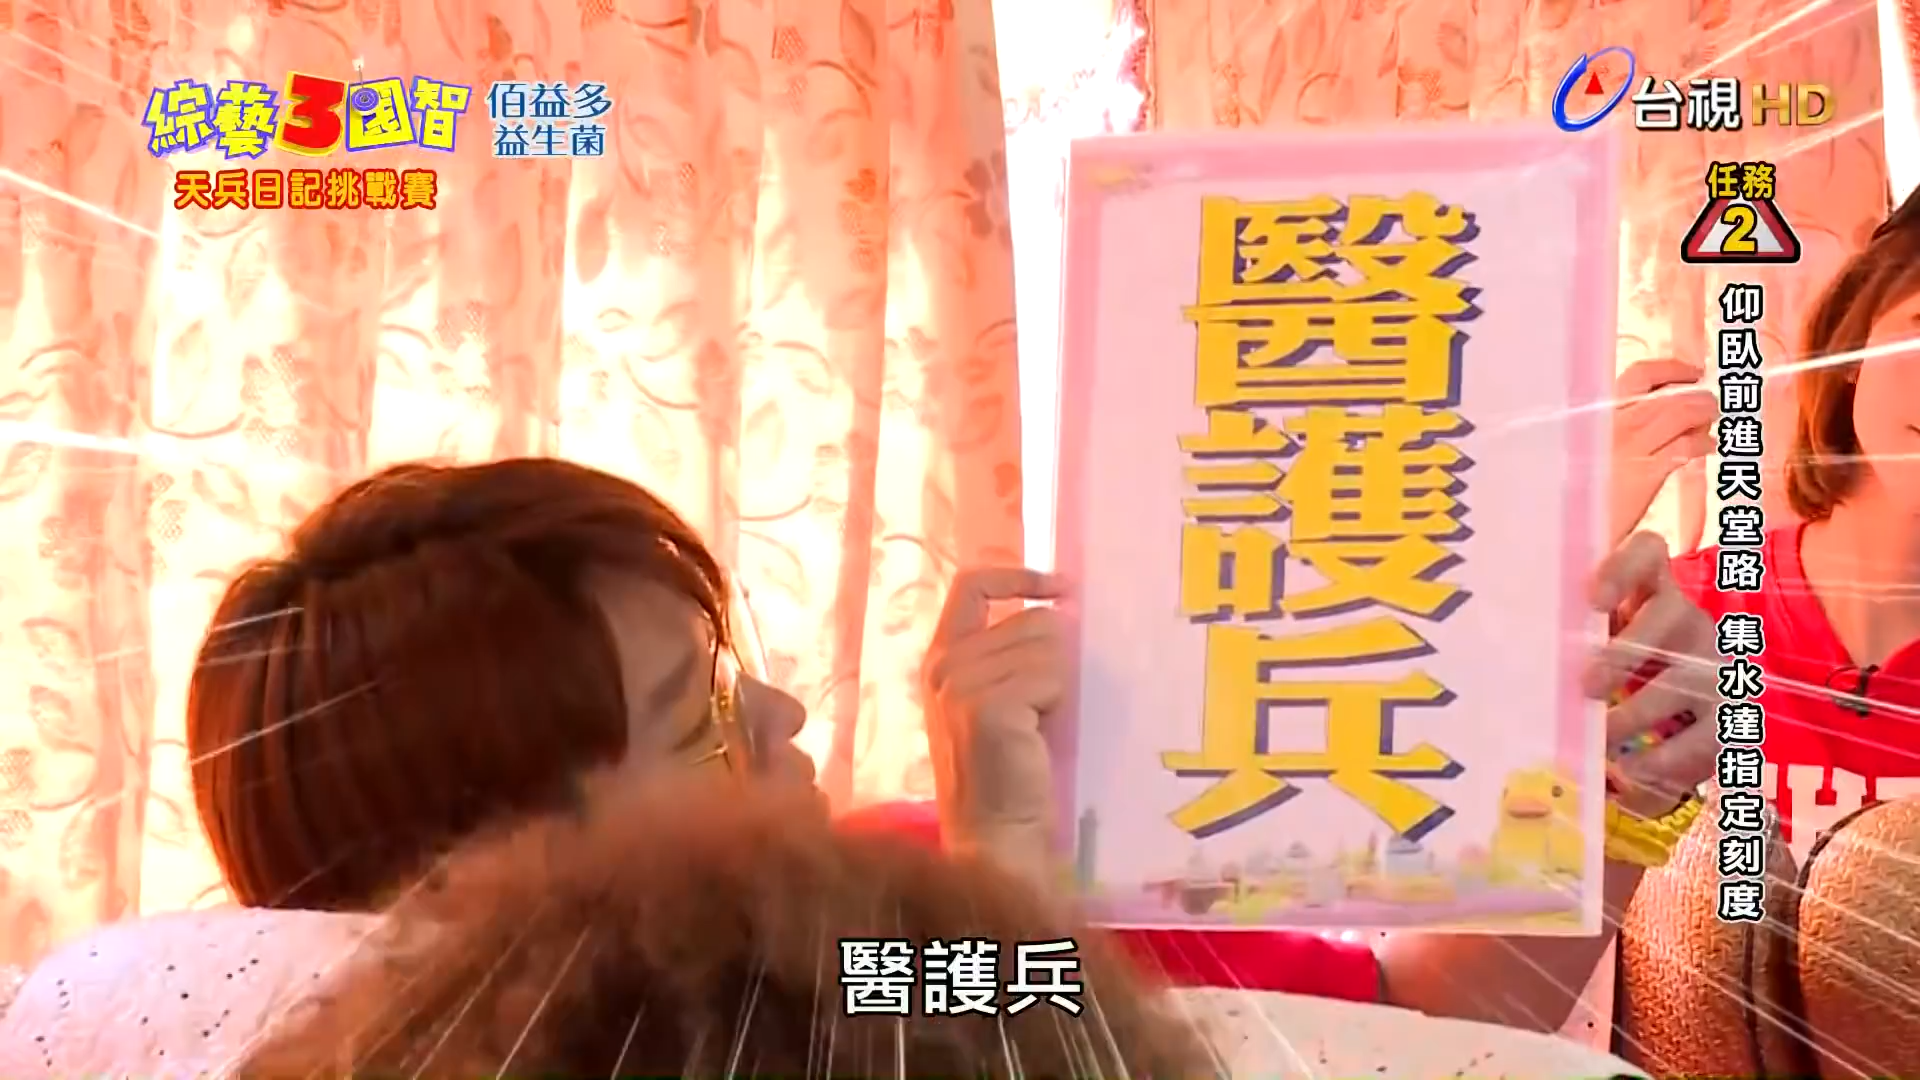 綜藝3國智
佰益多
益生菌
天兵日記挑戰賽
台視HD
任務
2
仰臥前進天堂路 集水達指定刻度
醫護兵
醫護兵